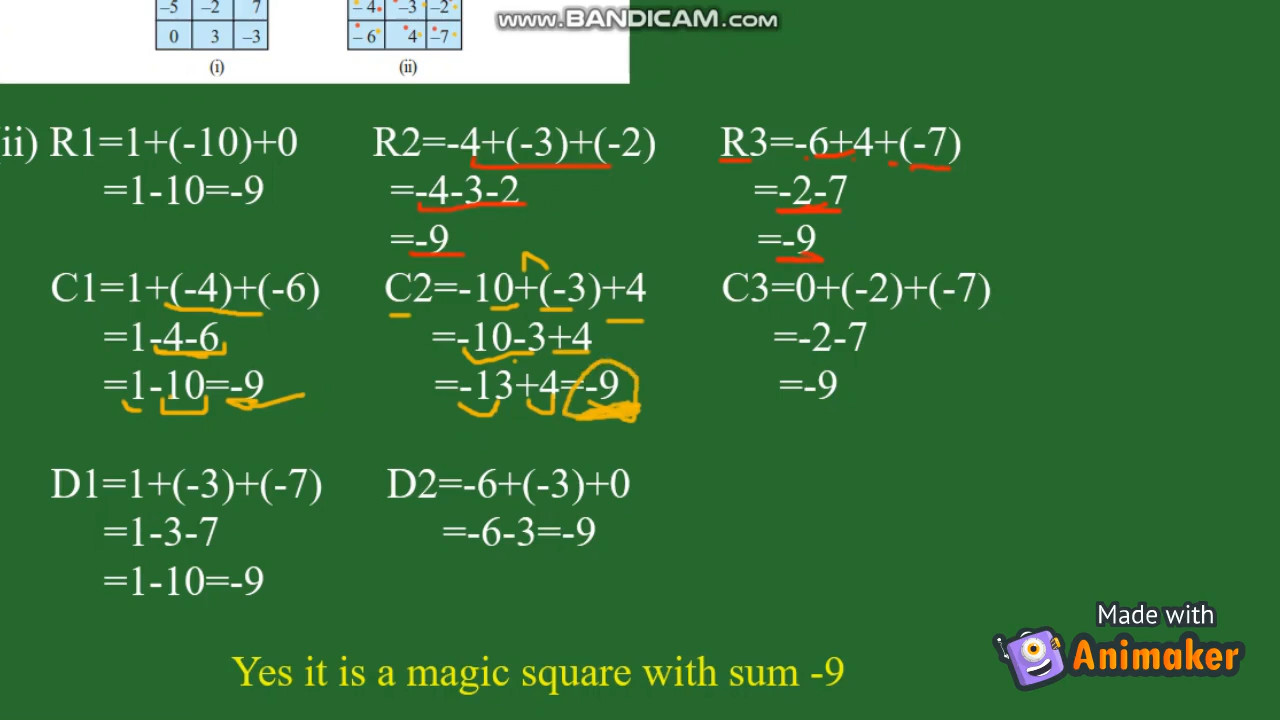 –5 –2 7
– 4 –3 –2
www.BANDICAM.com
0 3 –3
– 6 4 –7
(i) (ii)
ii) R1=1+(-10)+0
=1-10=-9
R2=-4+(-3)+(-2)
=-4-3-2
=-9
R3=-6+4+(-7)
=-2-7
=-9
C1=1+(-4)+(-6)
=1-4-6
=1-10=-9
C2=-10+(-3)+4
=-10-3+4
=-13+4=-9
C3=0+(-2)+(-7)
=-2-7
=-9
D1=1+(-3)+(-7)
=1-3-7
=1-10=-9
D2=-6+(-3)+0
=-6-3=-9
Yes it is a magic square with sum -9
Made with
Animaker